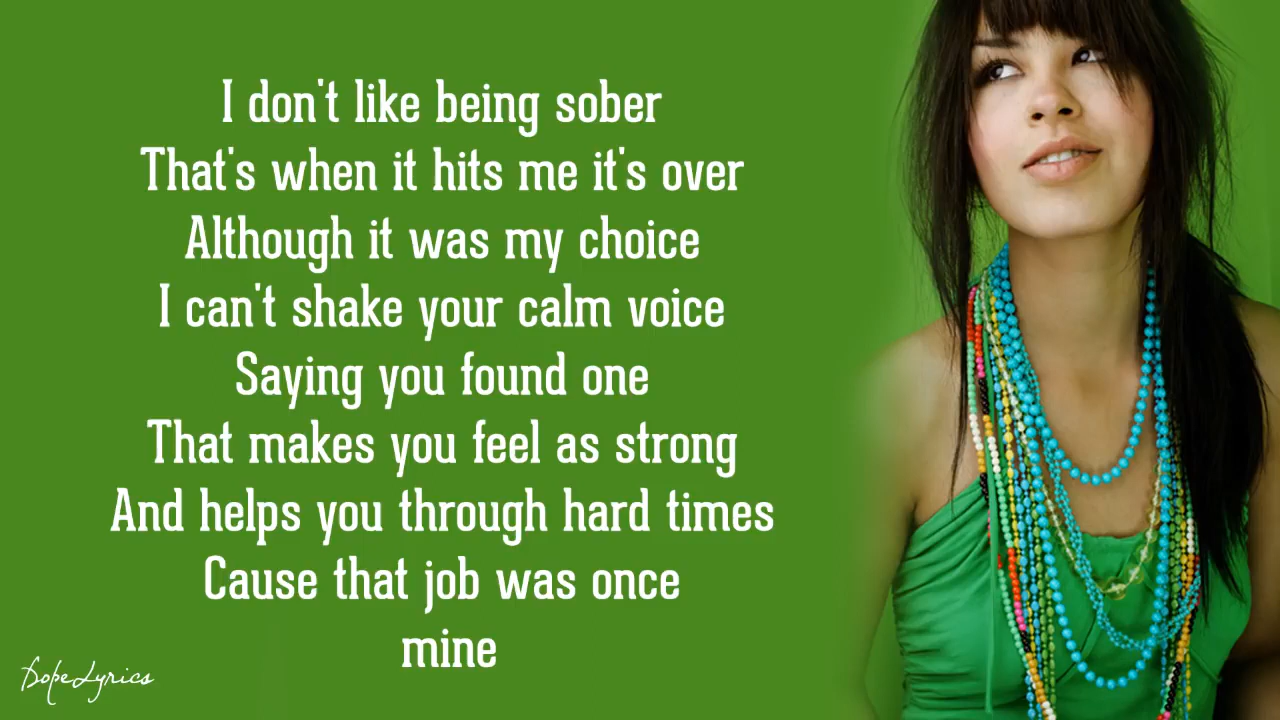 I don't like being sober
That's when it hits me it's over
Although it was my choice
I can't shake your calm voice
Saying you found one
That makes you feel as strong
And helps you through hard times
Cause that job was once
mine
DopeLyrics